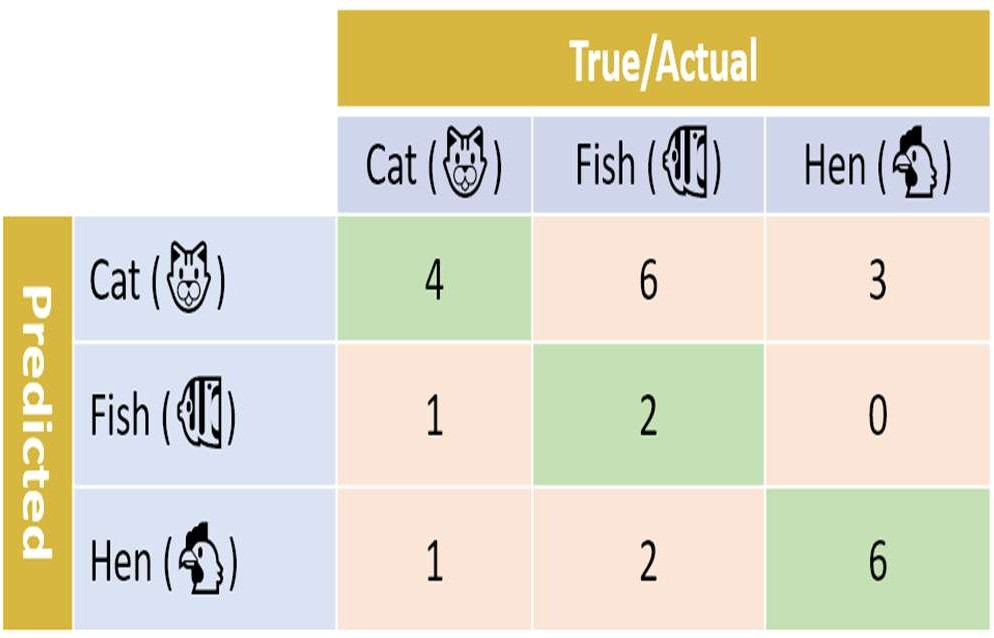 True/Actual
Cat (🐱) Fish (🐠) Hen (🐔)
Predicted
Cat (🐱) 4 6 3
Fish (🐠) 1 2 0
Hen (🐔) 1 2 6